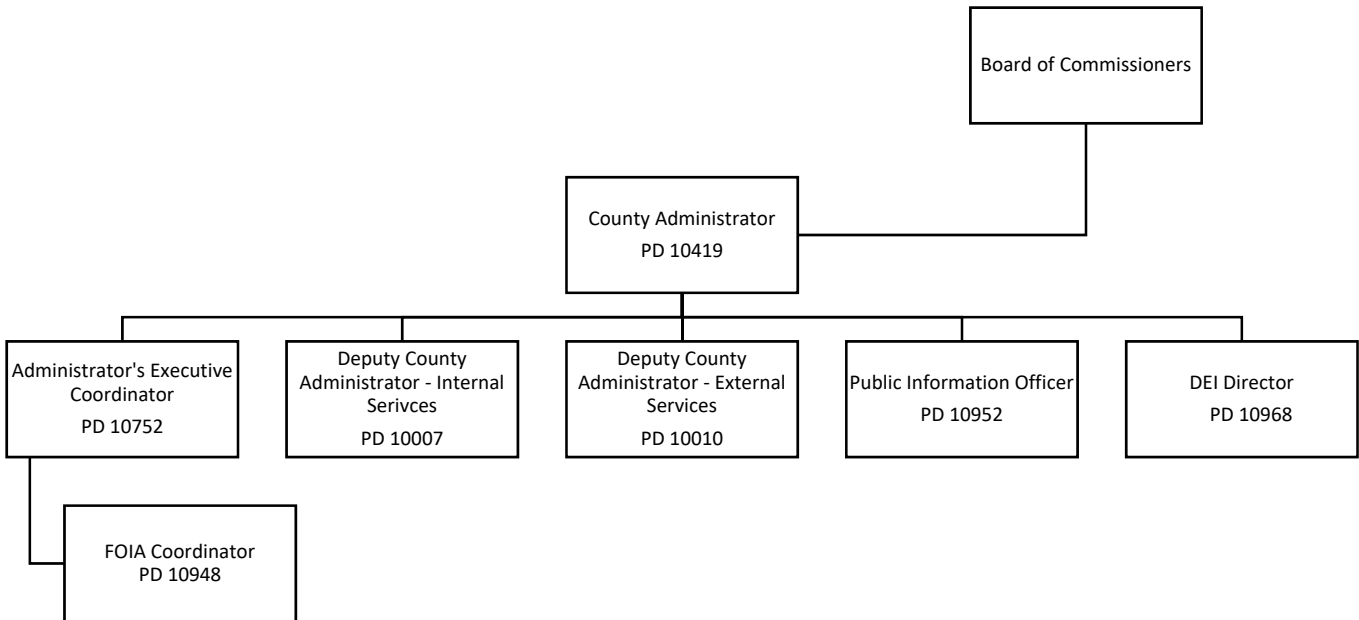 Board of Commissioners
County Administrator
PD 10419
Administrator's Executive
Coordinator
PD 10752
Deputy County
Administrator - Internal
Serivces
PD 10007
Deputy County
Administrator - External
Services
PD 10010
Public Information Officer
PD 10952
DEI Director
PD 10968
FOIA Coordinator
PD 10948